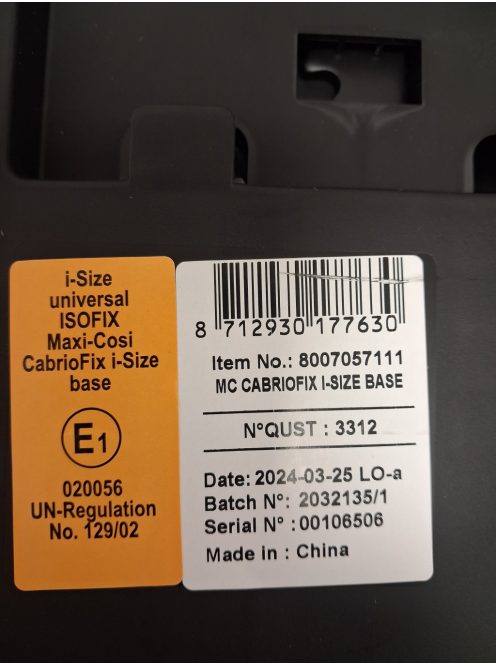 i-Size
universal
ISOFIX
Maxi-Cosi
CabrioFix i-Size
base
E1
020056
UN-Regulation
No. 129/02
8 712930 177630
Item No.: 8007057111
MC CABRIOFIX I-SIZE BASE
N°QUST : 3312
Date: 2024-03-25 LO-a
Batch N°: 2032135/1
Serial N° : 00106506
Made in : China